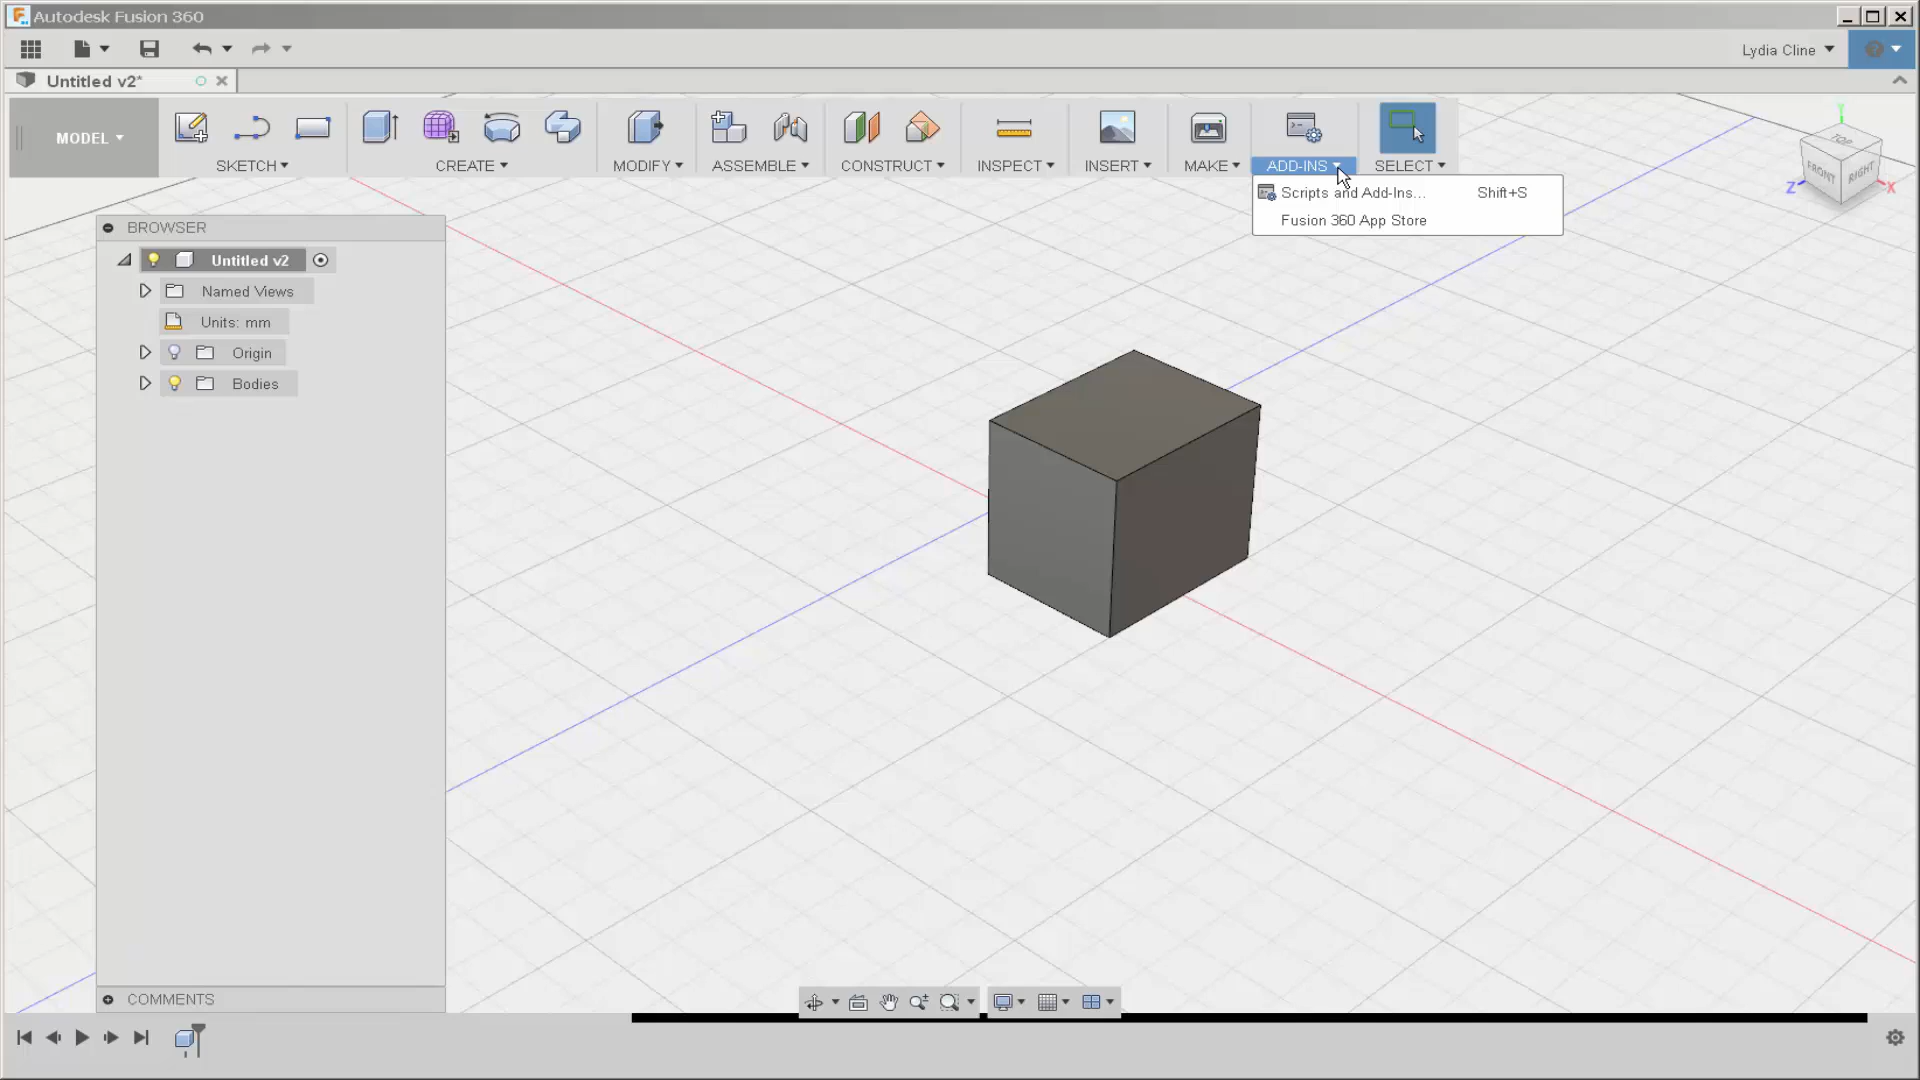 Autodesk Fusion 360
Lydia Cline
Untitled v2*
MODEL
SKETCH
CREATE
MODIFY
ASSEMBLE
CONSTRUCT
INSPECT
INSERT
MAKE
ADD-INS
SELECT
Scripts and Add-Ins... Shift+S
Fusion 360 App Store
TOP
FRONT
RIGHT
Y
Z
X
BROWSER
Untitled v2
Named Views
Units: mm
Origin
Bodies
COMMENTS